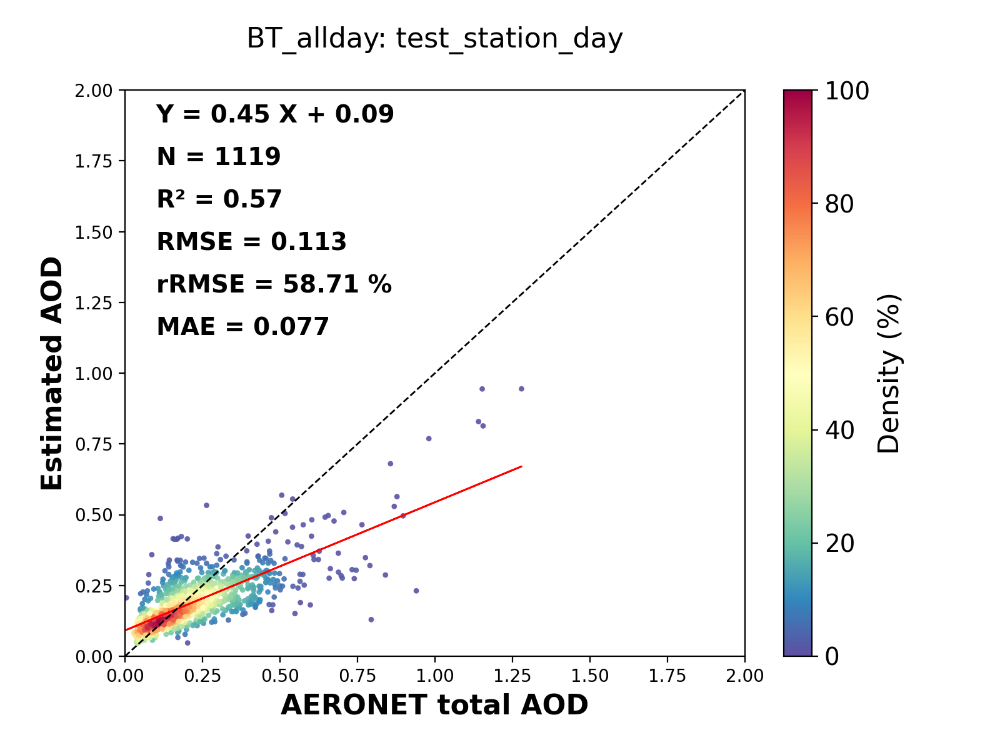 BT_allday: test_station_day
Y = 0.45 X + 0.09
N = 1119
R² = 0.57
RMSE = 0.113
rRMSE = 58.71 %
MAE = 0.077
Estimated AOD
2.00
1.75
1.50
1.25
1.00
0.75
0.50
0.25
0.00
0.00 0.25 0.50 0.75 1.00 1.25 1.50 1.75 2.00
AERONET total AOD
100
80
60
40
20
0
Density (%)